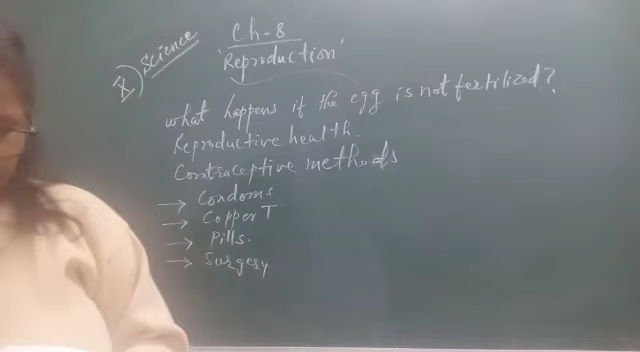 X) Science
Ch-8
'Reproduction'
what happens if the egg is not fertilized?
Reproductive health.
Contraceptive methods
→ Condoms
→ Copper T
→ Pills.
→ Surgery